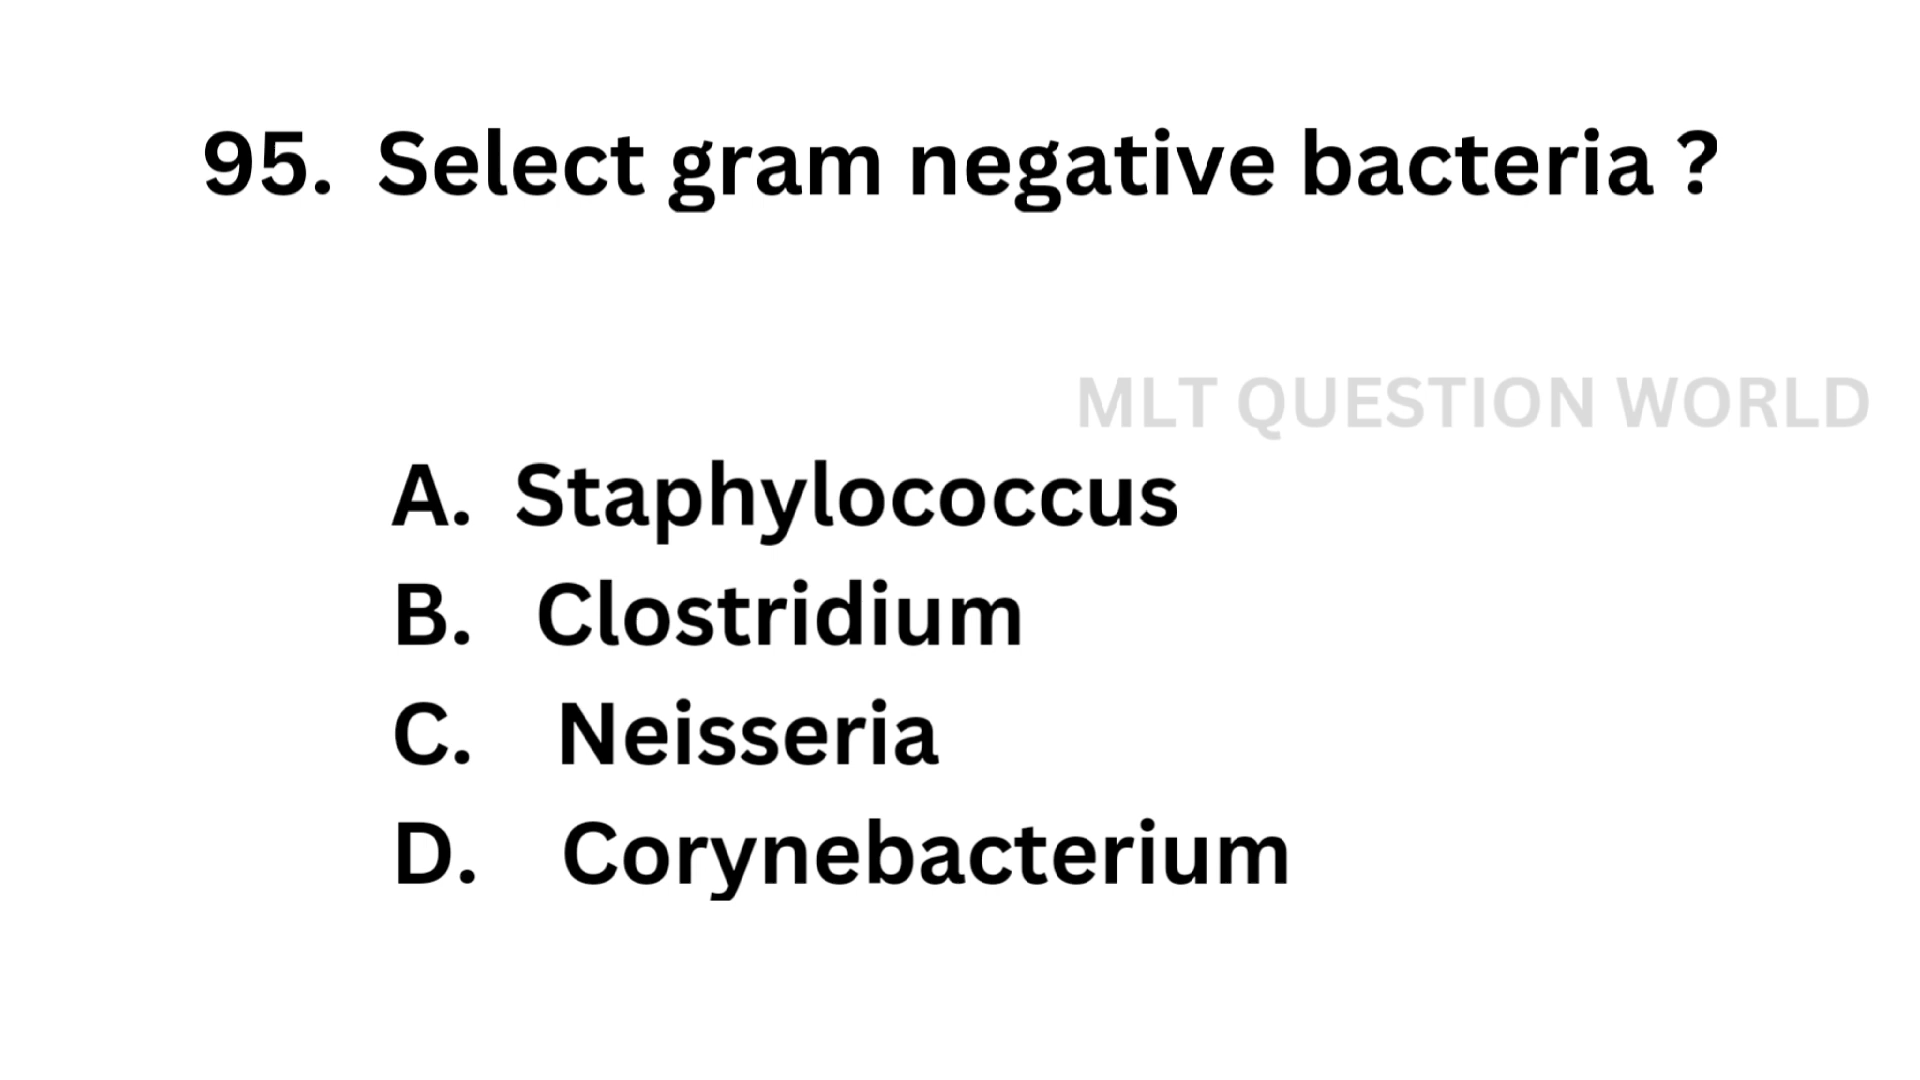 95. Select gram negative bacteria ?
MLT QUESTION WORLD
A. Staphylococcus
B. Clostridium
C. Neisseria
D. Corynebacterium